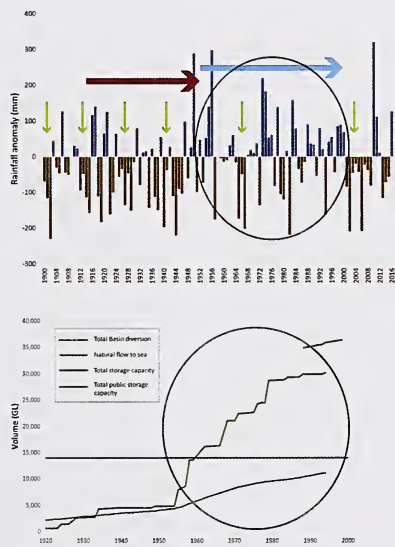 400
300
200
100
0
-100
-200
-300
Rainfall anomaly (mm)
1900 1904 1908 1912 1916 1920 1924 1928 1932 1936 1940 1944 1948 1952 1956 1960 1964 1968 1972 1976 1980 1984 1988 1992 1996 2000 2004 2008 2012 2016
40,000
35,000
30,000
25,000
20,000
15,000
10,000
5,000
0
Volume (GL)
Total Basin diversion
Natural flow to sea
Total storage capacity
Total public storage
capacity
1920 1930 1940 1950 1960 1970 1980 1990 2000